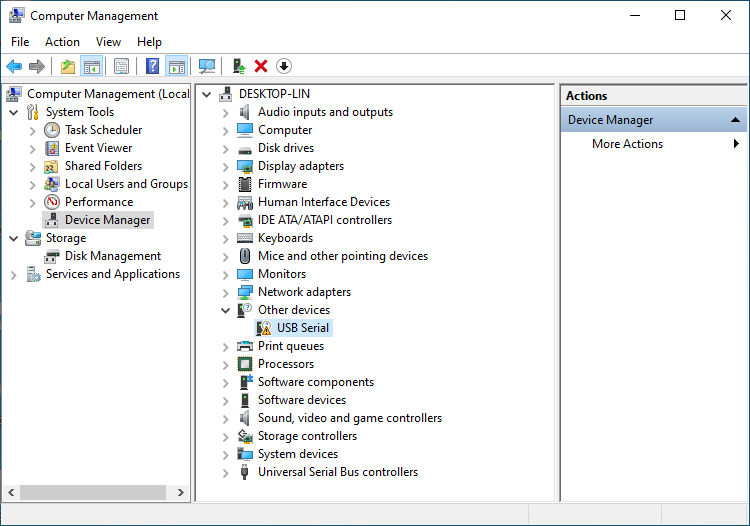 Computer Management
File Action View Help
Computer Management (Local
System Tools
Task Scheduler
Event Viewer
Shared Folders
Local Users and Groups
Performance
Device Manager
Storage
Disk Management
Services and Applications
DESKTOP-LIN
Audio inputs and outputs
Computer
Disk drives
Display adapters
Firmware
Human Interface Devices
IDE ATA/ATAPI controllers
Keyboards
Mice and other pointing devices
Monitors
Network adapters
Other devices
USB Serial
Print queues
Processors
Software components
Software devices
Sound, video and game controllers
Storage controllers
System devices
Universal Serial Bus controllers
Actions
Device Manager
More Actions